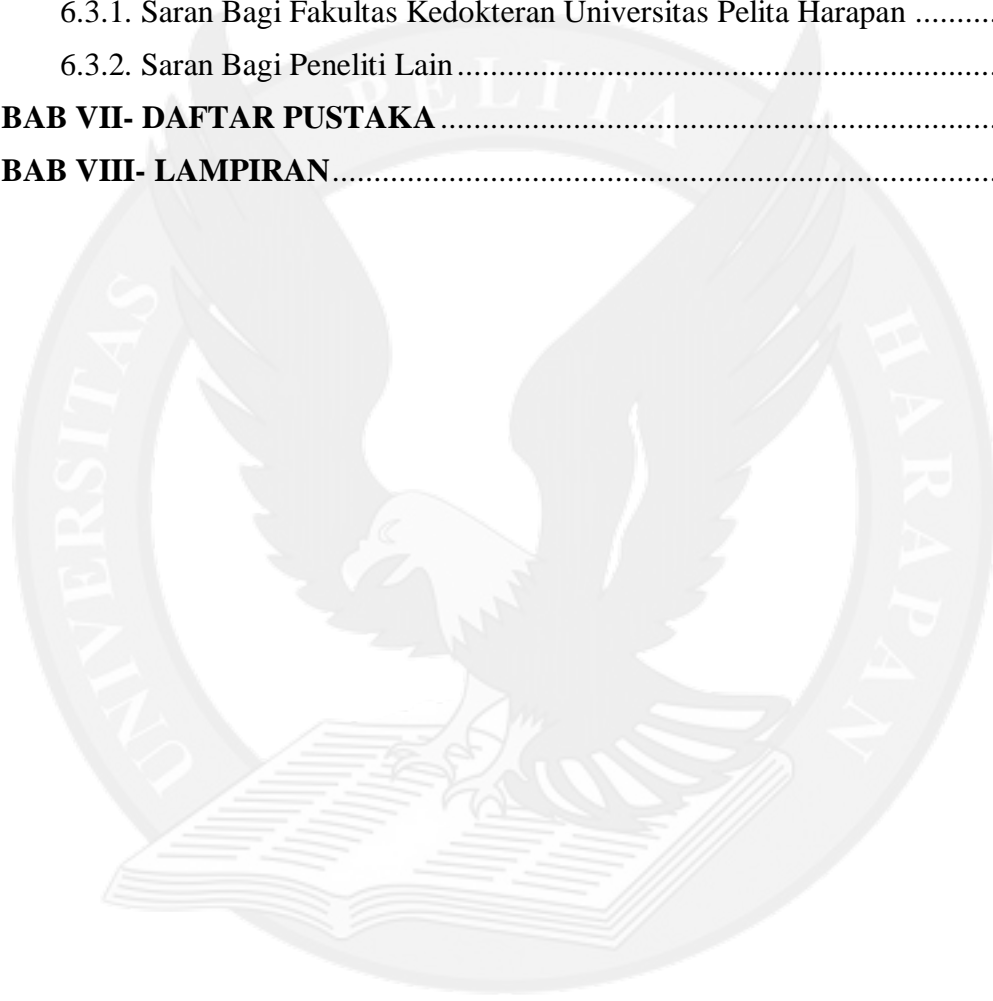 6.3.1. Saran Bagi Fakultas Kedokteran Universitas Pelita Harapan ..........
6.3.2. Saran Bagi Peneliti Lain.......................................................................................
BAB VII- DAFTAR PUSTAKA.........................................................................................
BAB VIII- LAMPIRAN........................................................................................................
UNIVERSITAS PELITA HARAPAN